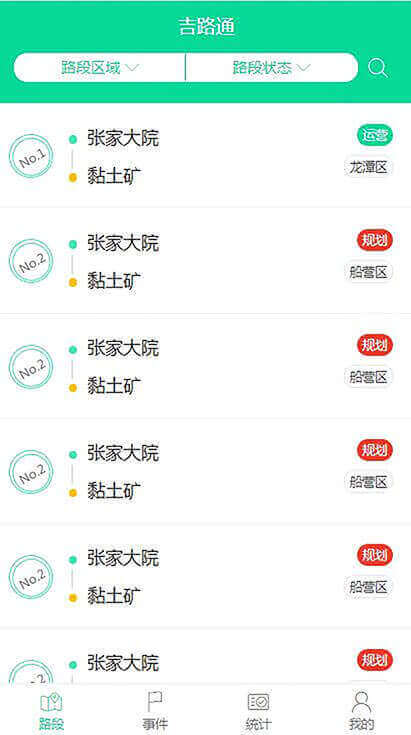 吉路通
路段区域 路段状态
No.1 张家大院 运营
黏土矿 龙潭区
No.2 张家大院 规划
黏土矿 船营区
No.2 张家大院 规划
黏土矿 船营区
No.2 张家大院 规划
黏土矿 船营区
No.2 张家大院 规划
黏土矿 船营区
No.2 张家大院 规划
路段 事件 统计 我的